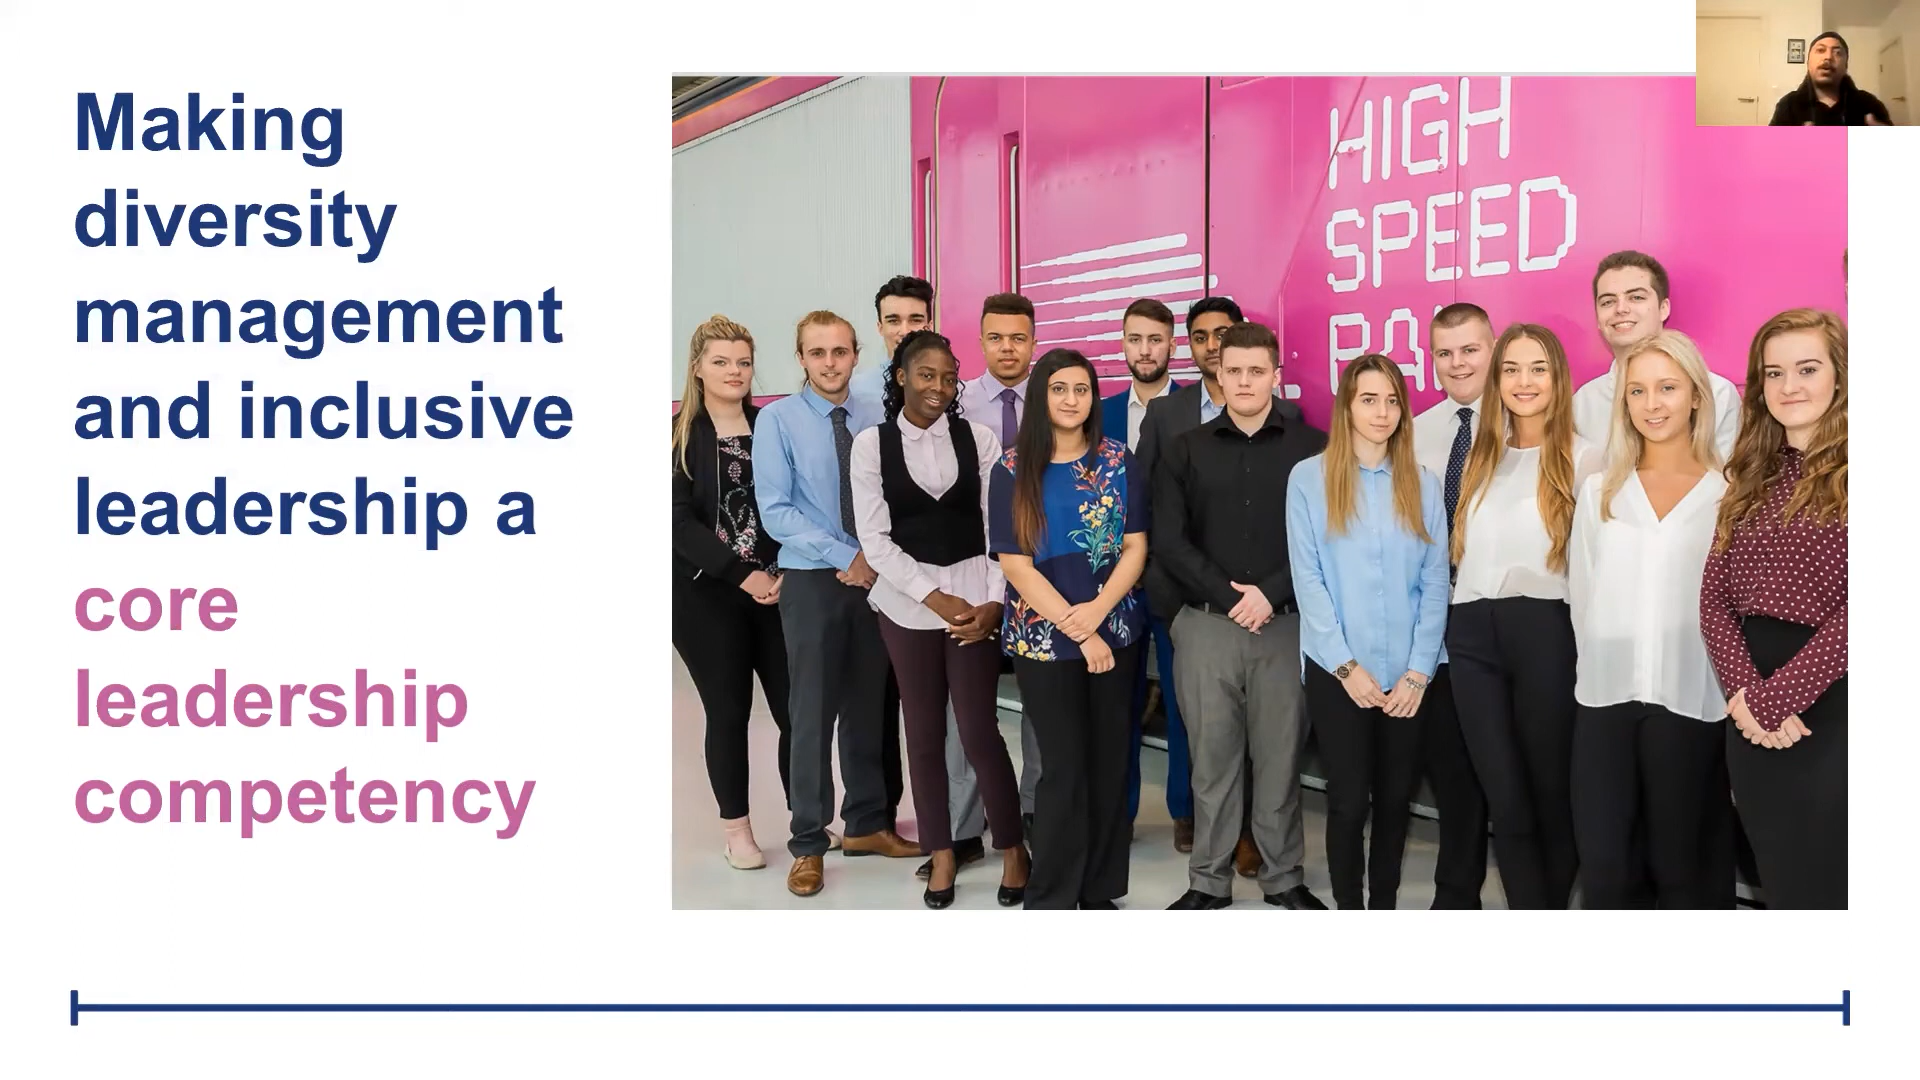 Making
diversity
management
and inclusive
leadership a
core
leadership
competency
HIGH
SPEED